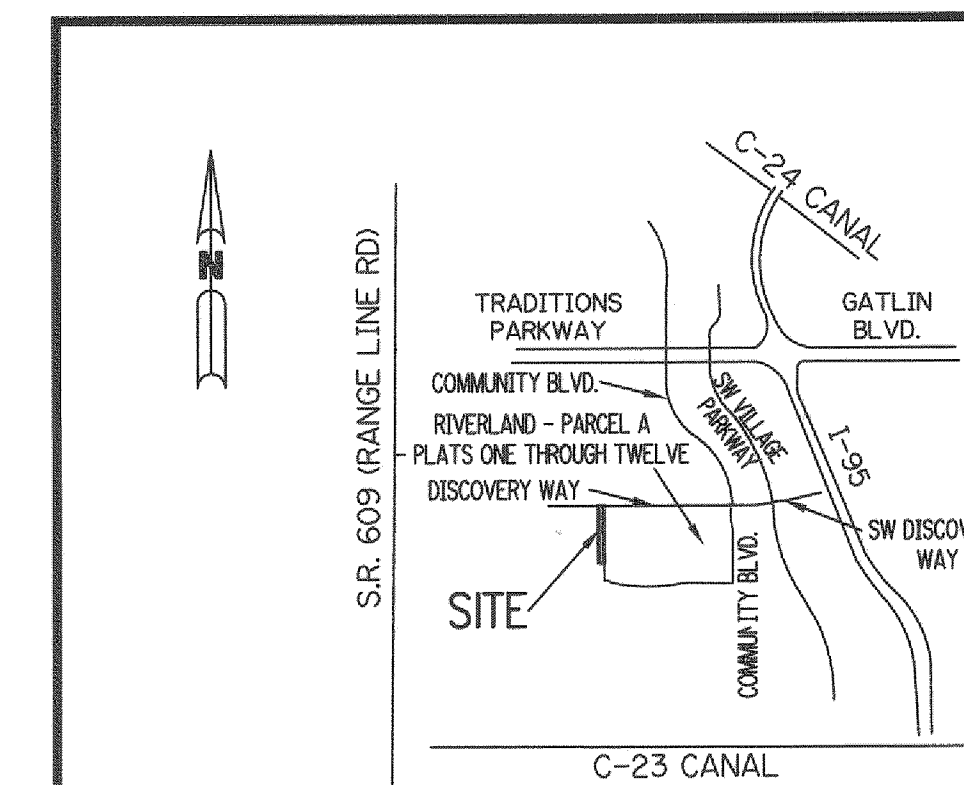 C-24 CANAL
N
S.R. 609 (RANGE LINE RD)
TRADITIONS
PARKWAY
GATLIN
BLVD.
COMMUNITY BLVD.
SW VILLAGE
PARKWAY
RIVERLAND - PARCEL A
PLATS ONE THROUGH TWELVE
I-95
DISCOVERY WAY
SW DISCOV
WAY
COMMUNITY BLVD.
SITE
C-23 CANAL